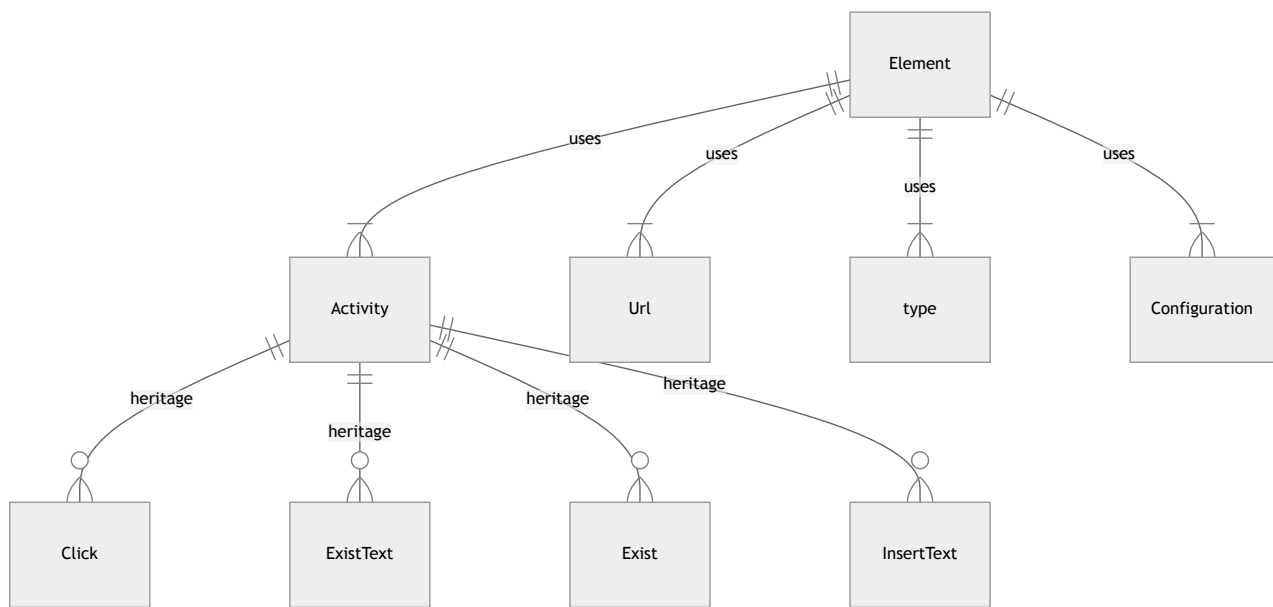 Element
uses
uses
uses
uses
Activity
Url
type
Configuration
heritage
heritage
heritage
heritage
Click
ExistText
Exist
InsertText